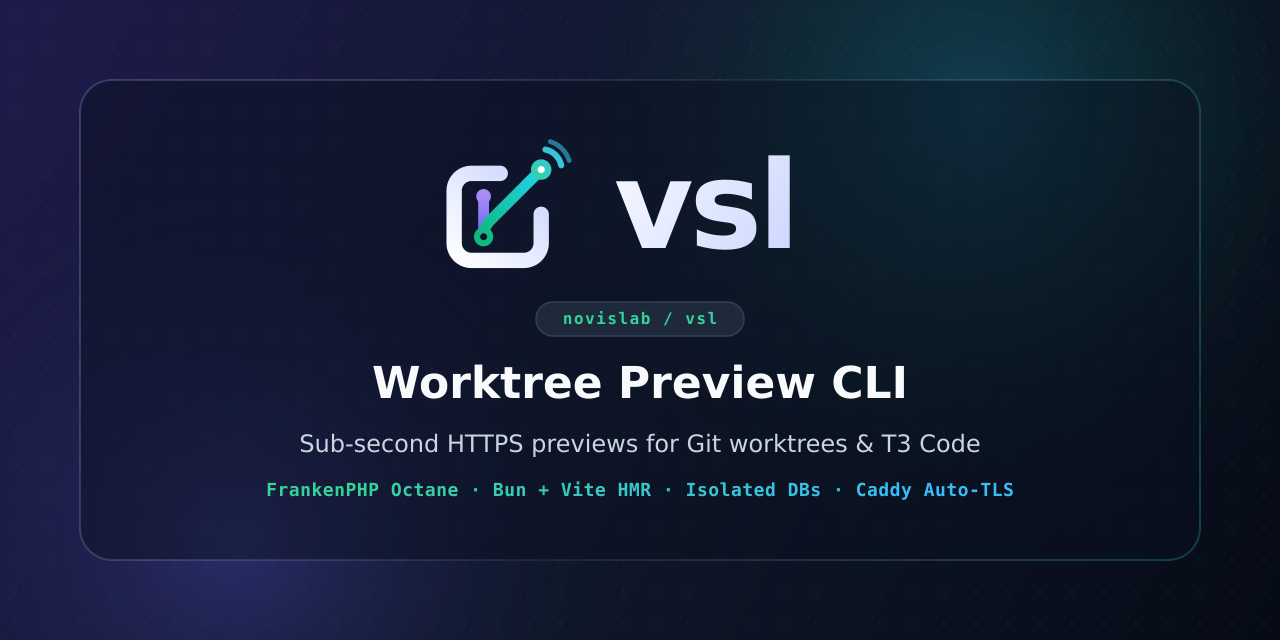 vsl
novislab / vsl
Worktree Preview CLI
Sub-second HTTPS previews for Git worktrees & T3 Code
FrankenPHP Octane · Bun + Vite HMR · Isolated DBs · Caddy Auto-TLS